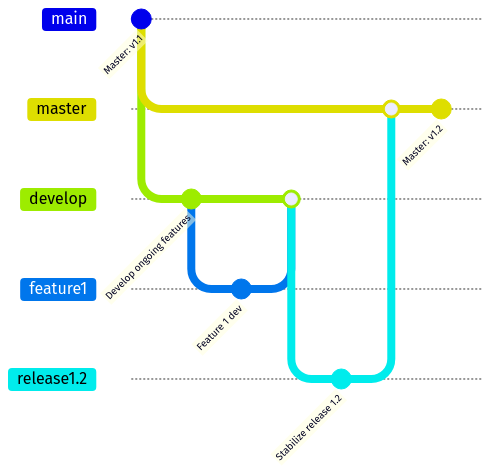 main
Master: v1.1
master
Master: v1.2
develop
Develop ongoing features
feature1
Feature 1 dev
release1.2
Stabilize release 1.2